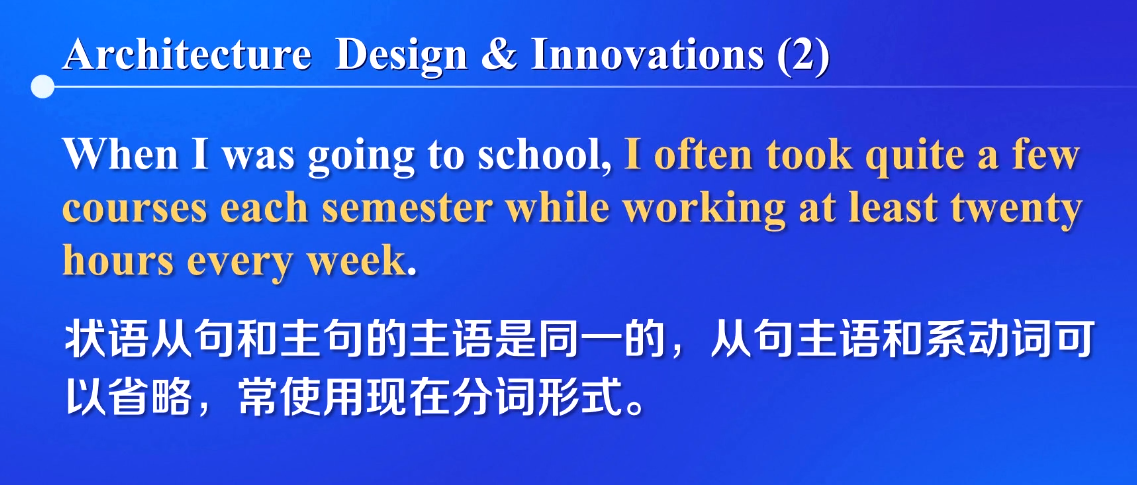 Architecture Design & Innovations (2)
When I was going to school, I often took quite a few
courses each semester while working at least twenty
hours every week.
状语从句和主句的主语是同一的，从句主语和系动词可
以省略，常使用现在分词形式。